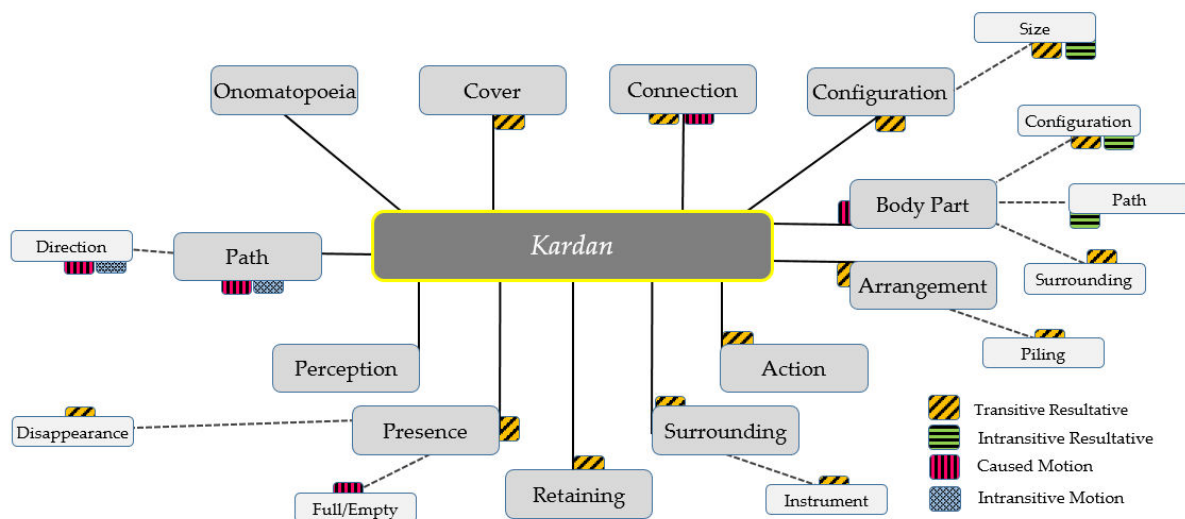 Size
Onomatopoeia
Cover
Connection
Configuration
Configuration
Body Part
Path
Kardan
Direction
Path
Surrounding
Arrangement
Perception
Action
Piling
Disappearance
Presence
Surrounding
Transitive Resultative
Intransitive Resultative
Caused Motion
Intransitive Motion
Full/Empty
Retaining
Instrument